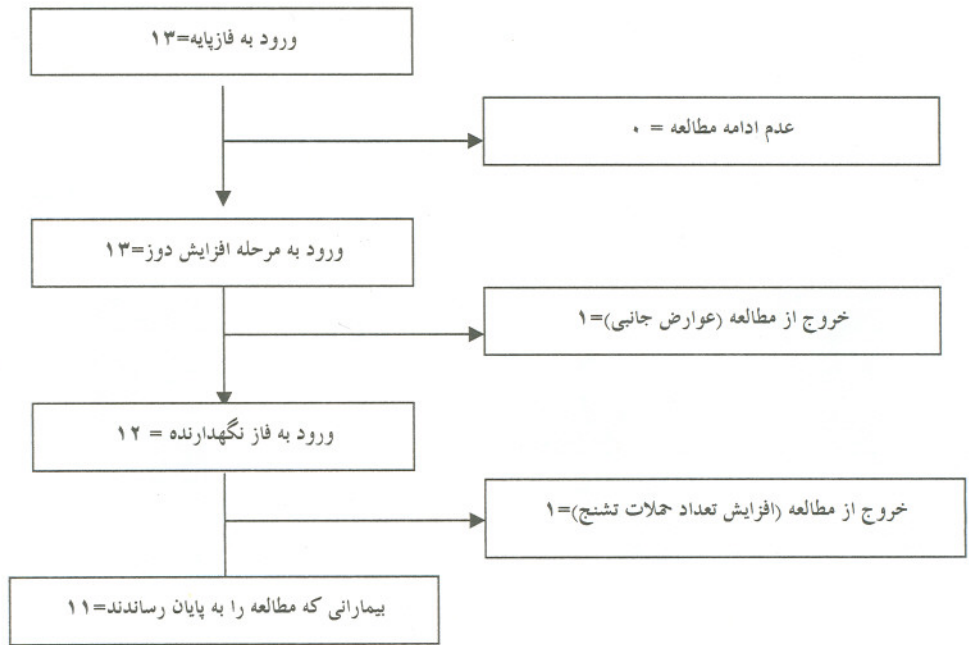 ورود به فازپایه=۱۳
عدم ادامه مطالعه = ۰
ورود به مرحله افزایش دوز=۱۳
خروج از مطالعه (عوارض جانبی)=۱
ورود به فاز نگهدارنده = ۱۲
خروج از مطالعه (افزایش تعداد حملات تشنج)=۱
بیمارانی که مطالعه را به پایان رساندند=۱۱